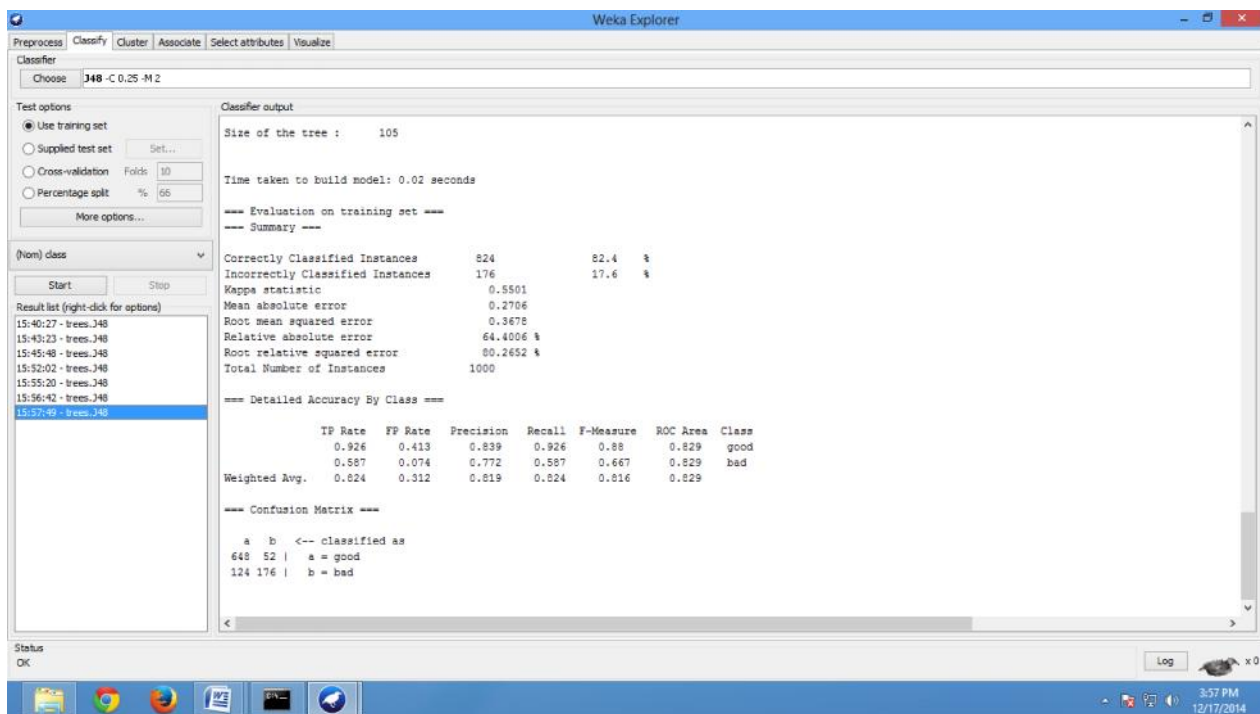 Weka Explorer
Preprocess Classify Cluster Associate Select attributes Visualize
Classifier
Choose J48 -C 0.25 -M 2
Test options
Use training set
Supplied test set Set...
Cross-validation Folds 10
Percentage split % 66
More options...
(Nom) class
Start Stop
Result list (right-click for options)
15:40:27 - trees.J48
15:43:23 - trees.J48
15:45:48 - trees.J48
15:52:02 - trees.J48
15:55:20 - trees.J48
15:56:42 - trees.J48
15:57:49 - trees.J48
Classifier output
Size of the tree : 105
Time taken to build model: 0.02 seconds
=== Evaluation on training set ===
=== Summary ===
Correctly Classified Instances 824 82.4 %
Incorrectly Classified Instances 176 17.6 %
Kappa statistic 0.5501
Mean absolute error 0.2706
Root mean squared error 0.3678
Relative absolute error 64.4006 %
Root relative squared error 80.2652 %
Total Number of Instances 1000
=== Detailed Accuracy By Class ===
TP Rate FP Rate Precision Recall F-Measure ROC Area Class
0.926 0.413 0.839 0.926 0.88 0.829 good
0.587 0.074 0.772 0.587 0.667 0.829 bad
Weighted Avg. 0.824 0.312 0.819 0.824 0.816 0.829
=== Confusion Matrix ===
a b <-- classified as
648 52 | a = good
124 176 | b = bad
Status
OK
Log x 0
3:57 PM
12/17/2014